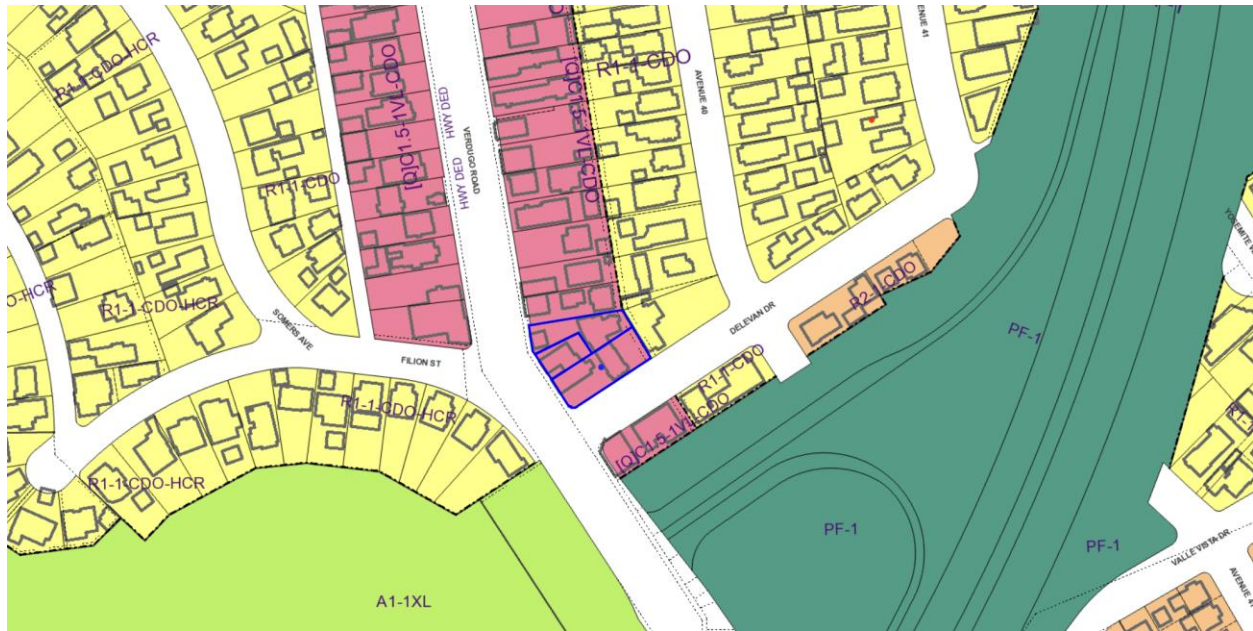 R1-1-CDO-HCR
[Q]C1.5-1VL-CDO
HWY DED
HWY DED
VERDUGO ROAD
[Q]C1.5-1VL-CDO
R1-1-CDO
AVENUE 40
AVENUE 41
R1-1-CDO
R1-1-CDO-HCR
SOMERS AVE
FILION ST
R1-1-CDO-HCR
R1-1-CDO-HCR
DELEVAN DR
R2-1-CDO
R1-1-CDO
[Q]C1.5-1VL-CDO
PF-1
PF-1
PF-1
VALLE VISTA DR
A1-1XL